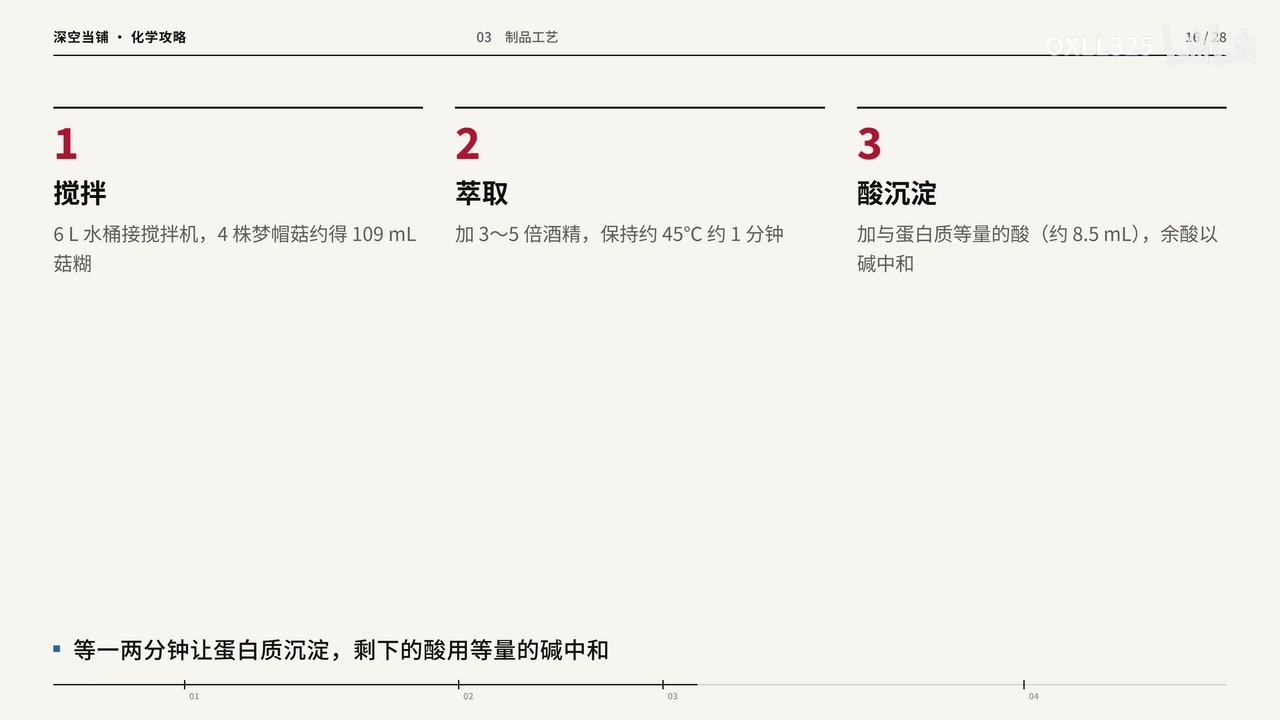 深空当铺 · 化学攻略
03 制品工艺
16 / 28
QXLL325
1
搅拌
6 L 水桶接搅拌机，4 株梦帽菇约得 109 mL
菇糊
2
萃取
加 3～5 倍酒精，保持约 45℃ 约 1 分钟
3
酸沉淀
加与蛋白质等量的酸（约 8.5 mL），余酸以
碱中和
等一两分钟让蛋白质沉淀，剩下的酸用等量的碱中和
01
02
03
04